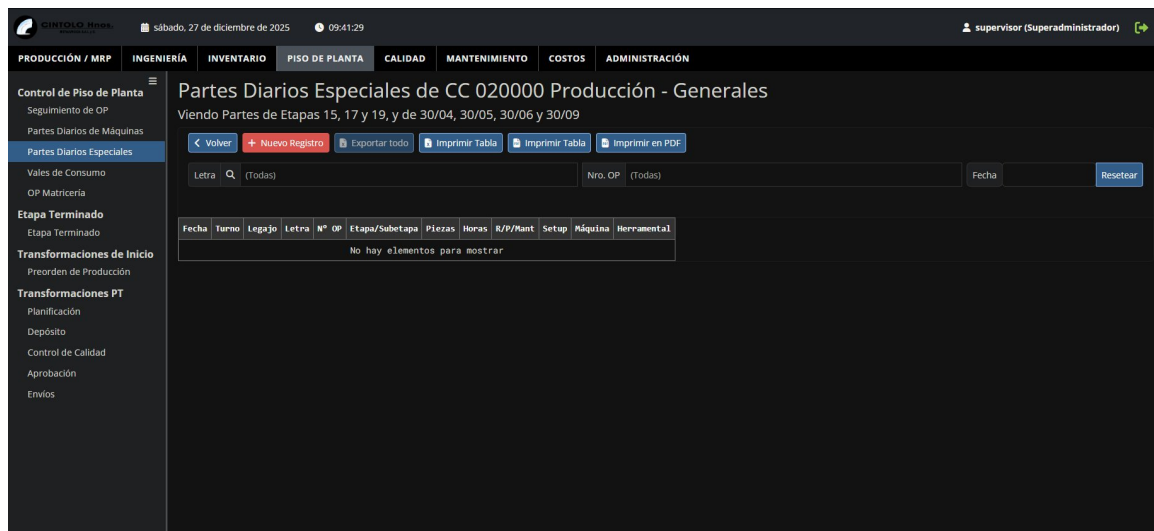 CINTOLO Hnos.
sábado, 27 de diciembre de 2025
09:41:29
supervisor (Superadministrador)
PRODUCCIÓN / MRP INGENIERÍA INVENTARIO PISO DE PLANTA CALIDAD MANTENIMIENTO COSTOS ADMINISTRACIÓN
Control de Piso de Planta
Seguimiento de OP
Partes Diarios de Máquinas
Partes Diarios Especiales
Vales de Consumo
OP Matricería
Etapa Terminado
Etapa Terminado
Transformaciones de Inicio
Preorden de Producción
Transformaciones PT
Planificación
Depósito
Control de Calidad
Aprobación
Envíos
Partes Diarios Especiales de CC 020000 Producción - Generales
Viendo Partes de Etapas 15, 17 y 19, y de 30/04, 30/05, 30/06 y 30/09
Volver + Nuevo Registro Exportar todo Imprimir Tabla Imprimir Tabla Imprimir en PDF
Letra (Todas) Nro. OP (Todas) Fecha Resetear
Fecha Turno Legajo Letra Nº OP Etapa/Subetapa Piezas Horas R/P/Mant Setup Máquina Herramental
No hay elementos para mostrar